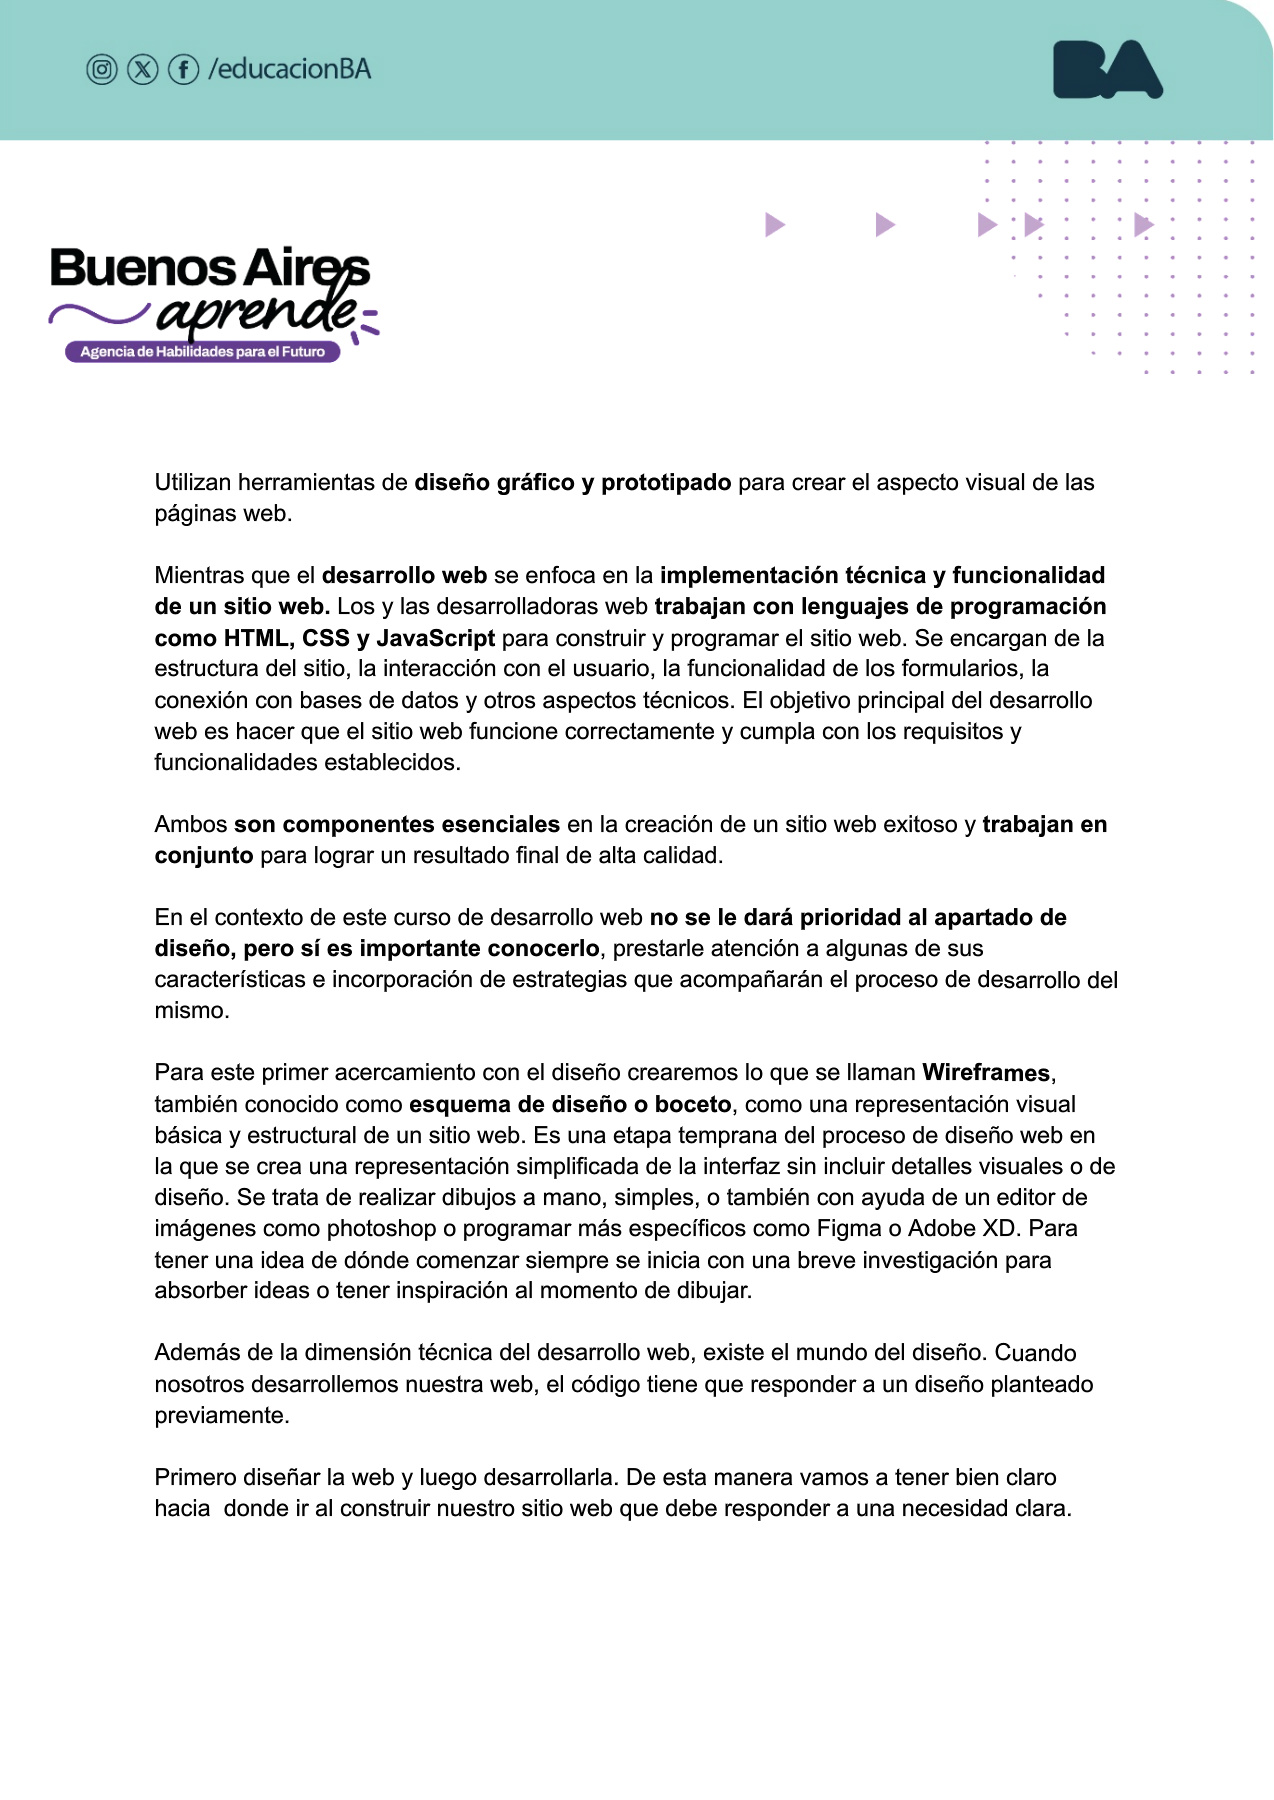 /educacionBA
BA
Buenos Aires
aprende
Agencia de Habilidades para el Futuro
Utilizan herramientas de diseño gráfico y prototipado para crear el aspecto visual de las
páginas web.
Mientras que el desarrollo web se enfoca en la implementación técnica y funcionalidad
de un sitio web. Los y las desarrolladoras web trabajan con lenguajes de programación
como HTML, CSS y JavaScript para construir y programar el sitio web. Se encargan de la
estructura del sitio, la interacción con el usuario, la funcionalidad de los formularios, la
conexión con bases de datos y otros aspectos técnicos. El objetivo principal del desarrollo
web es hacer que el sitio web funcione correctamente y cumpla con los requisitos y
funcionalidades establecidos.
Ambos son componentes esenciales en la creación de un sitio web exitoso y trabajan en
conjunto para lograr un resultado final de alta calidad.
En el contexto de este curso de desarrollo web no se le dará prioridad al apartado de
diseño, pero sí es importante conocerlo, prestarle atención a algunas de sus
características e incorporación de estrategias que acompañarán el proceso de desarrollo del
mismo.
Para este primer acercamiento con el diseño crearemos lo que se llaman Wireframes,
también conocido como esquema de diseño o boceto, como una representación visual
básica y estructural de un sitio web. Es una etapa temprana del proceso de diseño web en
la que se crea una representación simplificada de la interfaz sin incluir detalles visuales o de
diseño. Se trata de realizar dibujos a mano, simples, o también con ayuda de un editor de
imágenes como photoshop o programar más específicos como Figma o Adobe XD. Para
tener una idea de dónde comenzar siempre se inicia con una breve investigación para
absorber ideas o tener inspiración al momento de dibujar.
Además de la dimensión técnica del desarrollo web, existe el mundo del diseño. Cuando
nosotros desarrollemos nuestra web, el código tiene que responder a un diseño planteado
previamente.
Primero diseñar la web y luego desarrollarla. De esta manera vamos a tener bien claro
hacia  donde ir al construir nuestro sitio web que debe responder a una necesidad clara.